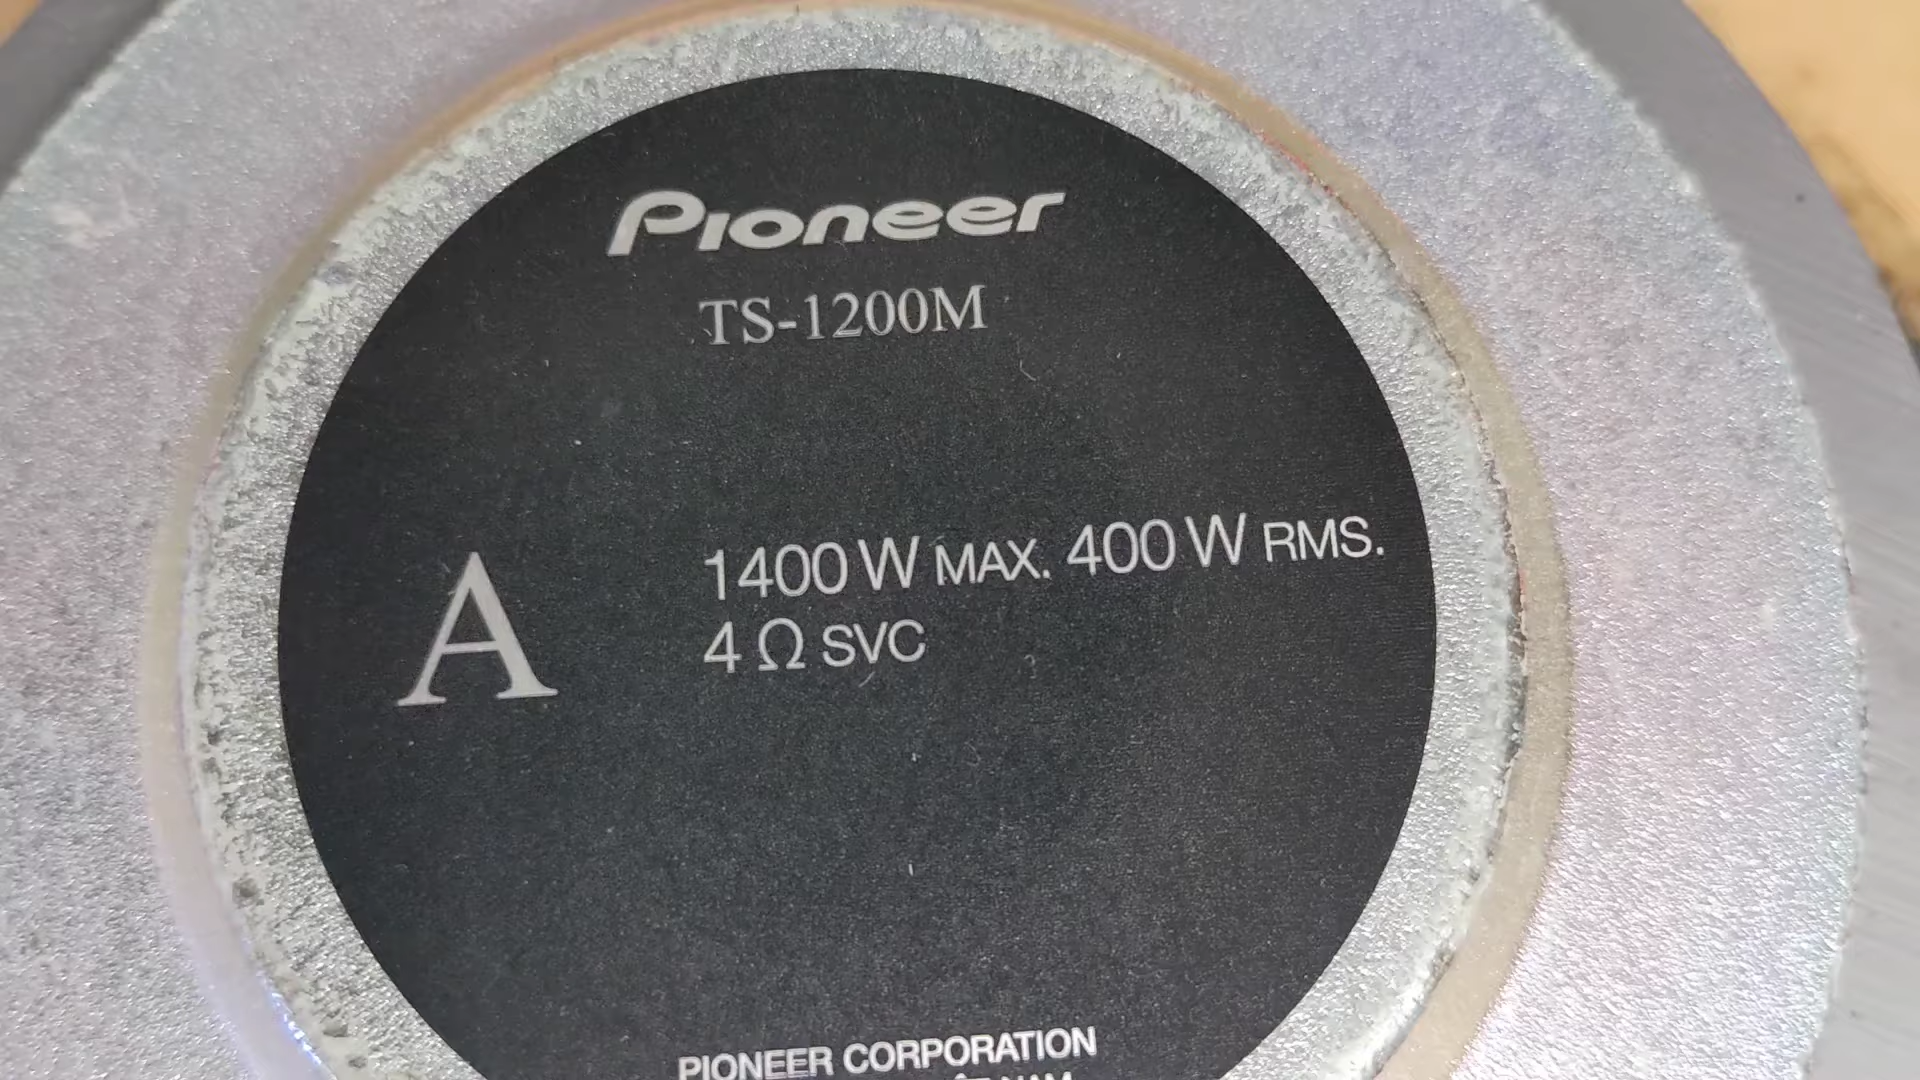 Pioneer
TS-1200M
A
1400 W MAX. 400 W RMS.
4 Ω SVC
PIONEER CORPORATION